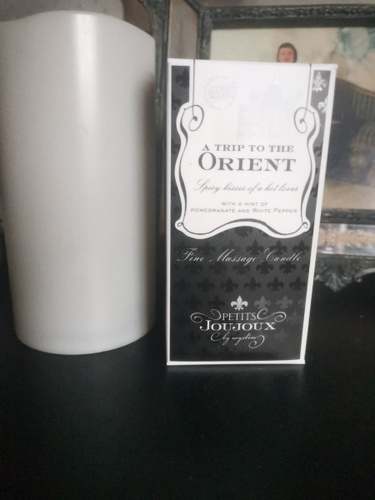 A TRIP TO THE
ORIENT
Spicy kisses of a hot lover
WITH A HINT OF
POMEGRANATE AND WHITE PEPPER
Fine Massage Candle
PETITS
JOUJOUX
by mystim